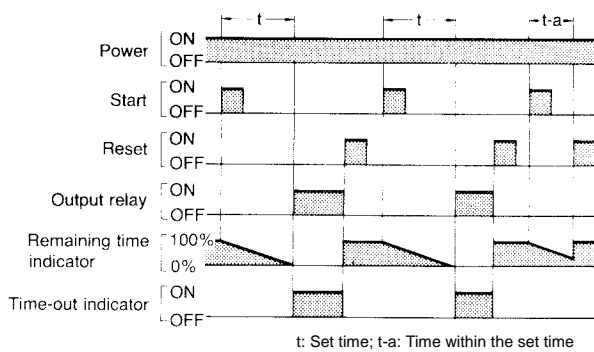 t t t-a
Power ON
OFF
Start ON
OFF
Reset ON
OFF
Output relay ON
OFF
Remaining time indicator 100%
0%
Time-out indicator ON
OFF
t: Set time; t-a: Time within the set time